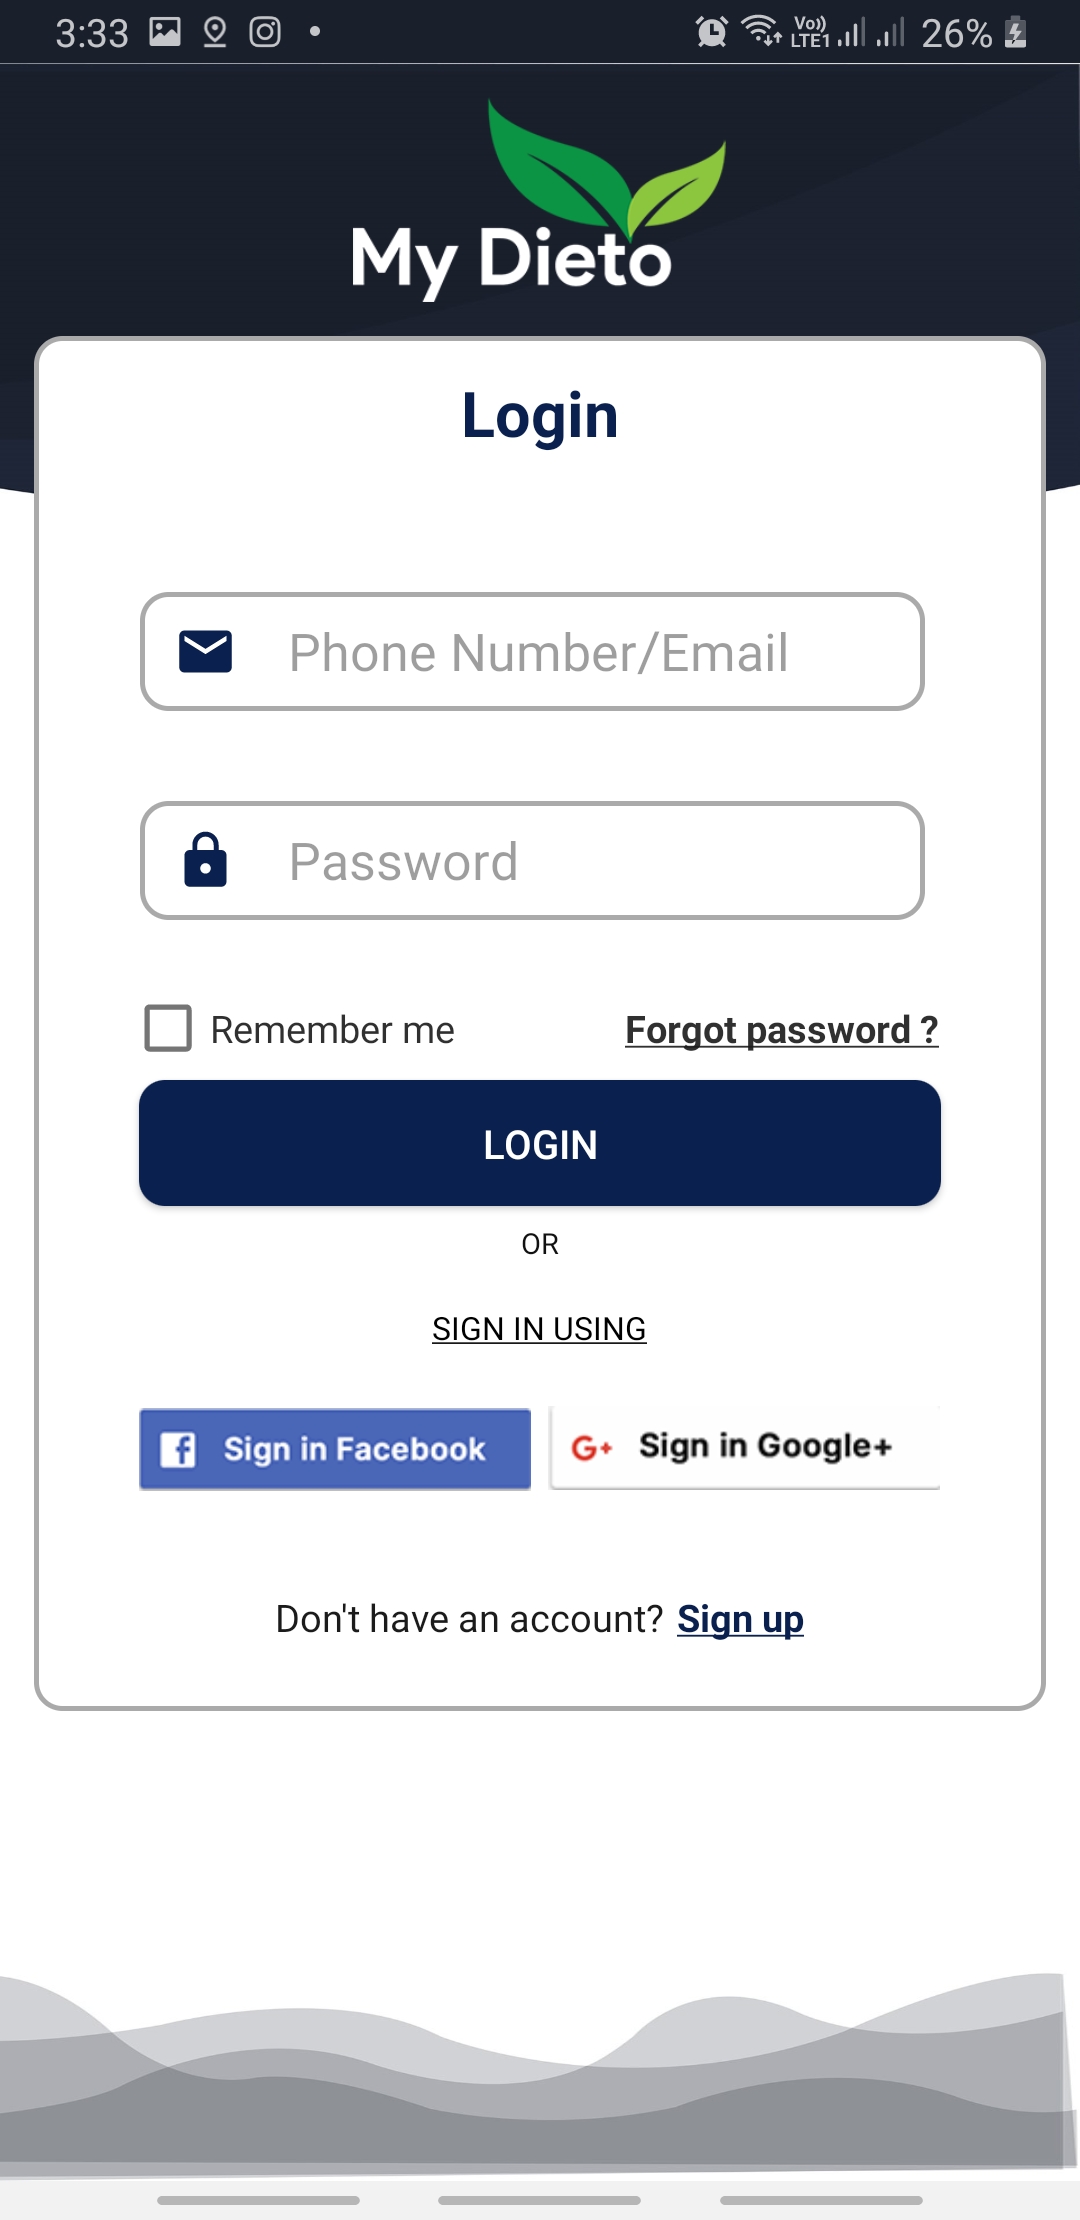 3:33 Vo)) LTE1 26%
My Dieto
Login
Phone Number/Email
Password
Remember me Forgot password ?
LOGIN
OR
SIGN IN USING
Sign in Facebook G+ Sign in Google+
Don't have an account? Sign up